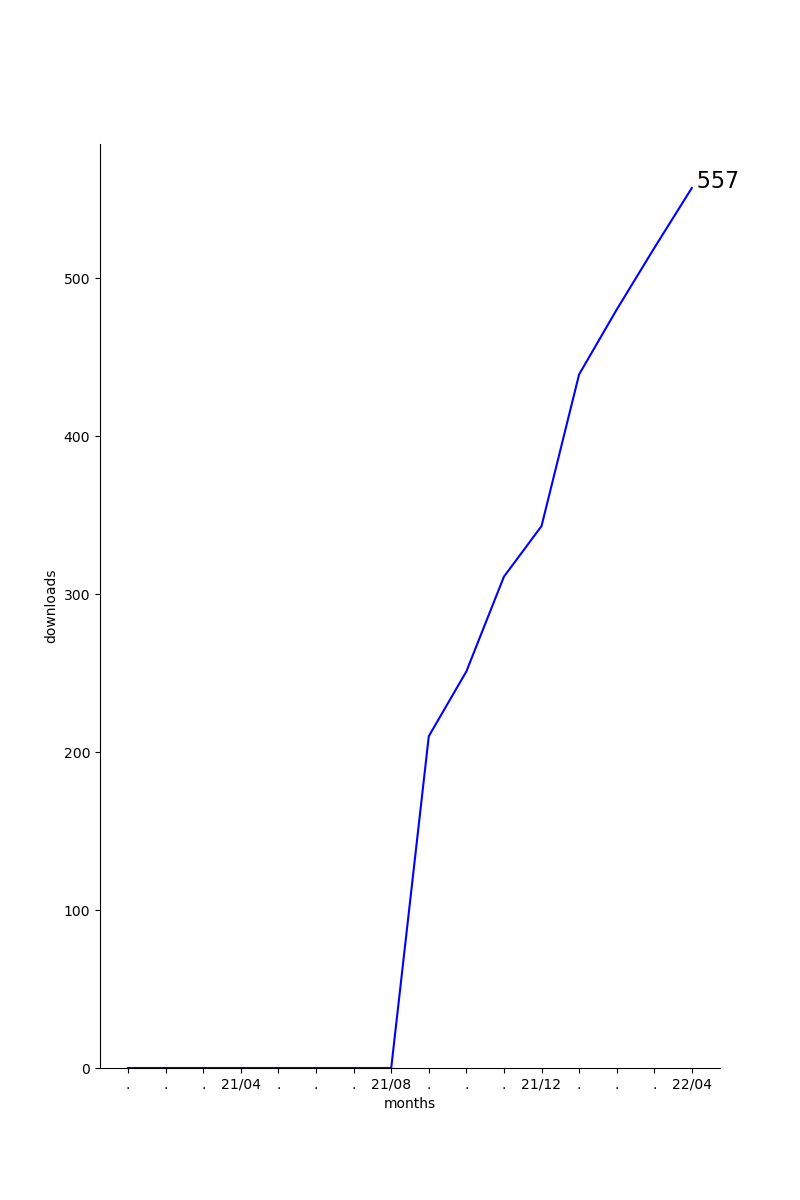 557
500
400
downloads
300
200
100
0
. . . 21/04 . . . 21/08 . . . 21/12 . . . 22/04
months